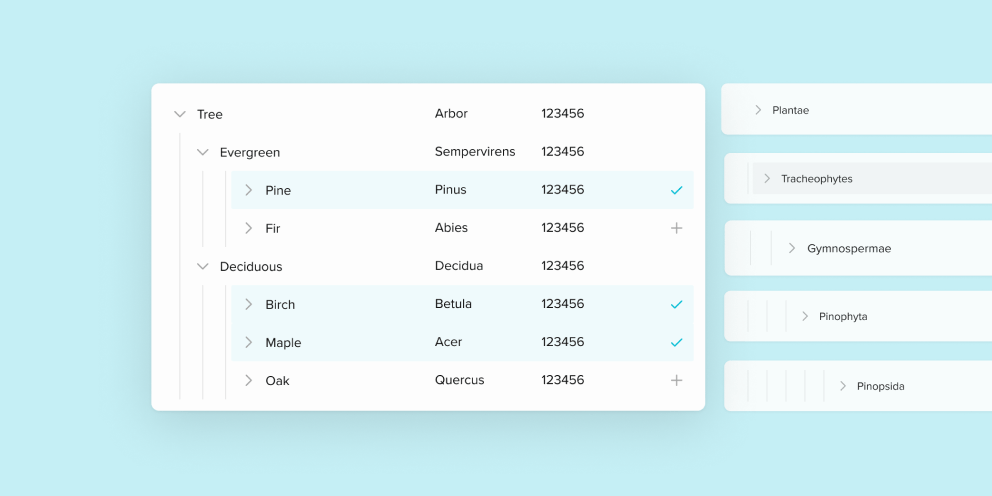 Tree Arbor 123456
Evergreen Sempervirens 123456
Pine Pinus 123456
Fir Abies 123456
Deciduous Decidua 123456
Birch Betula 123456
Maple Acer 123456
Oak Quercus 123456
Plantae
Tracheophytes
Gymnospermae
Pinophyta
Pinopsida